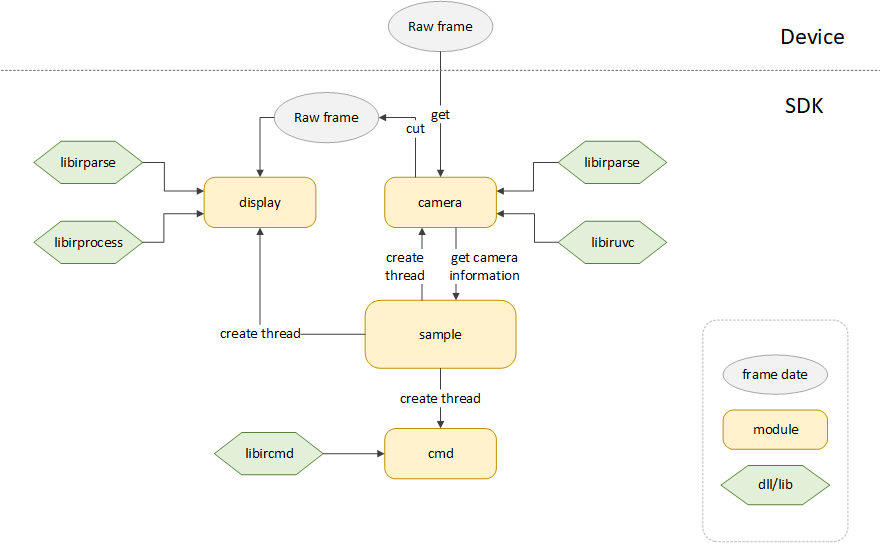 Raw frame
Device
SDK
Raw frame
get
cut
libirparse
libirparse
display
camera
libirprocess
libiruvc
create
thread
get camera
information
create thread
sample
frame date
create thread
module
libircmd
cmd
dll/lib